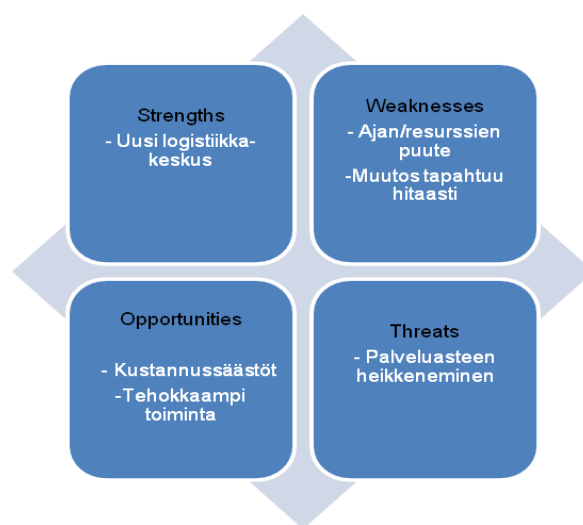 Strengths
- Uusi logistiikka-
keskus
Weaknesses
- Ajan/resurssien
puute
-Muutos tapahtuu
hitaasti
Opportunities
- Kustannussäästöt
-Tehokkaampi
toiminta
Threats
- Palveluasteen
heikkeneminen